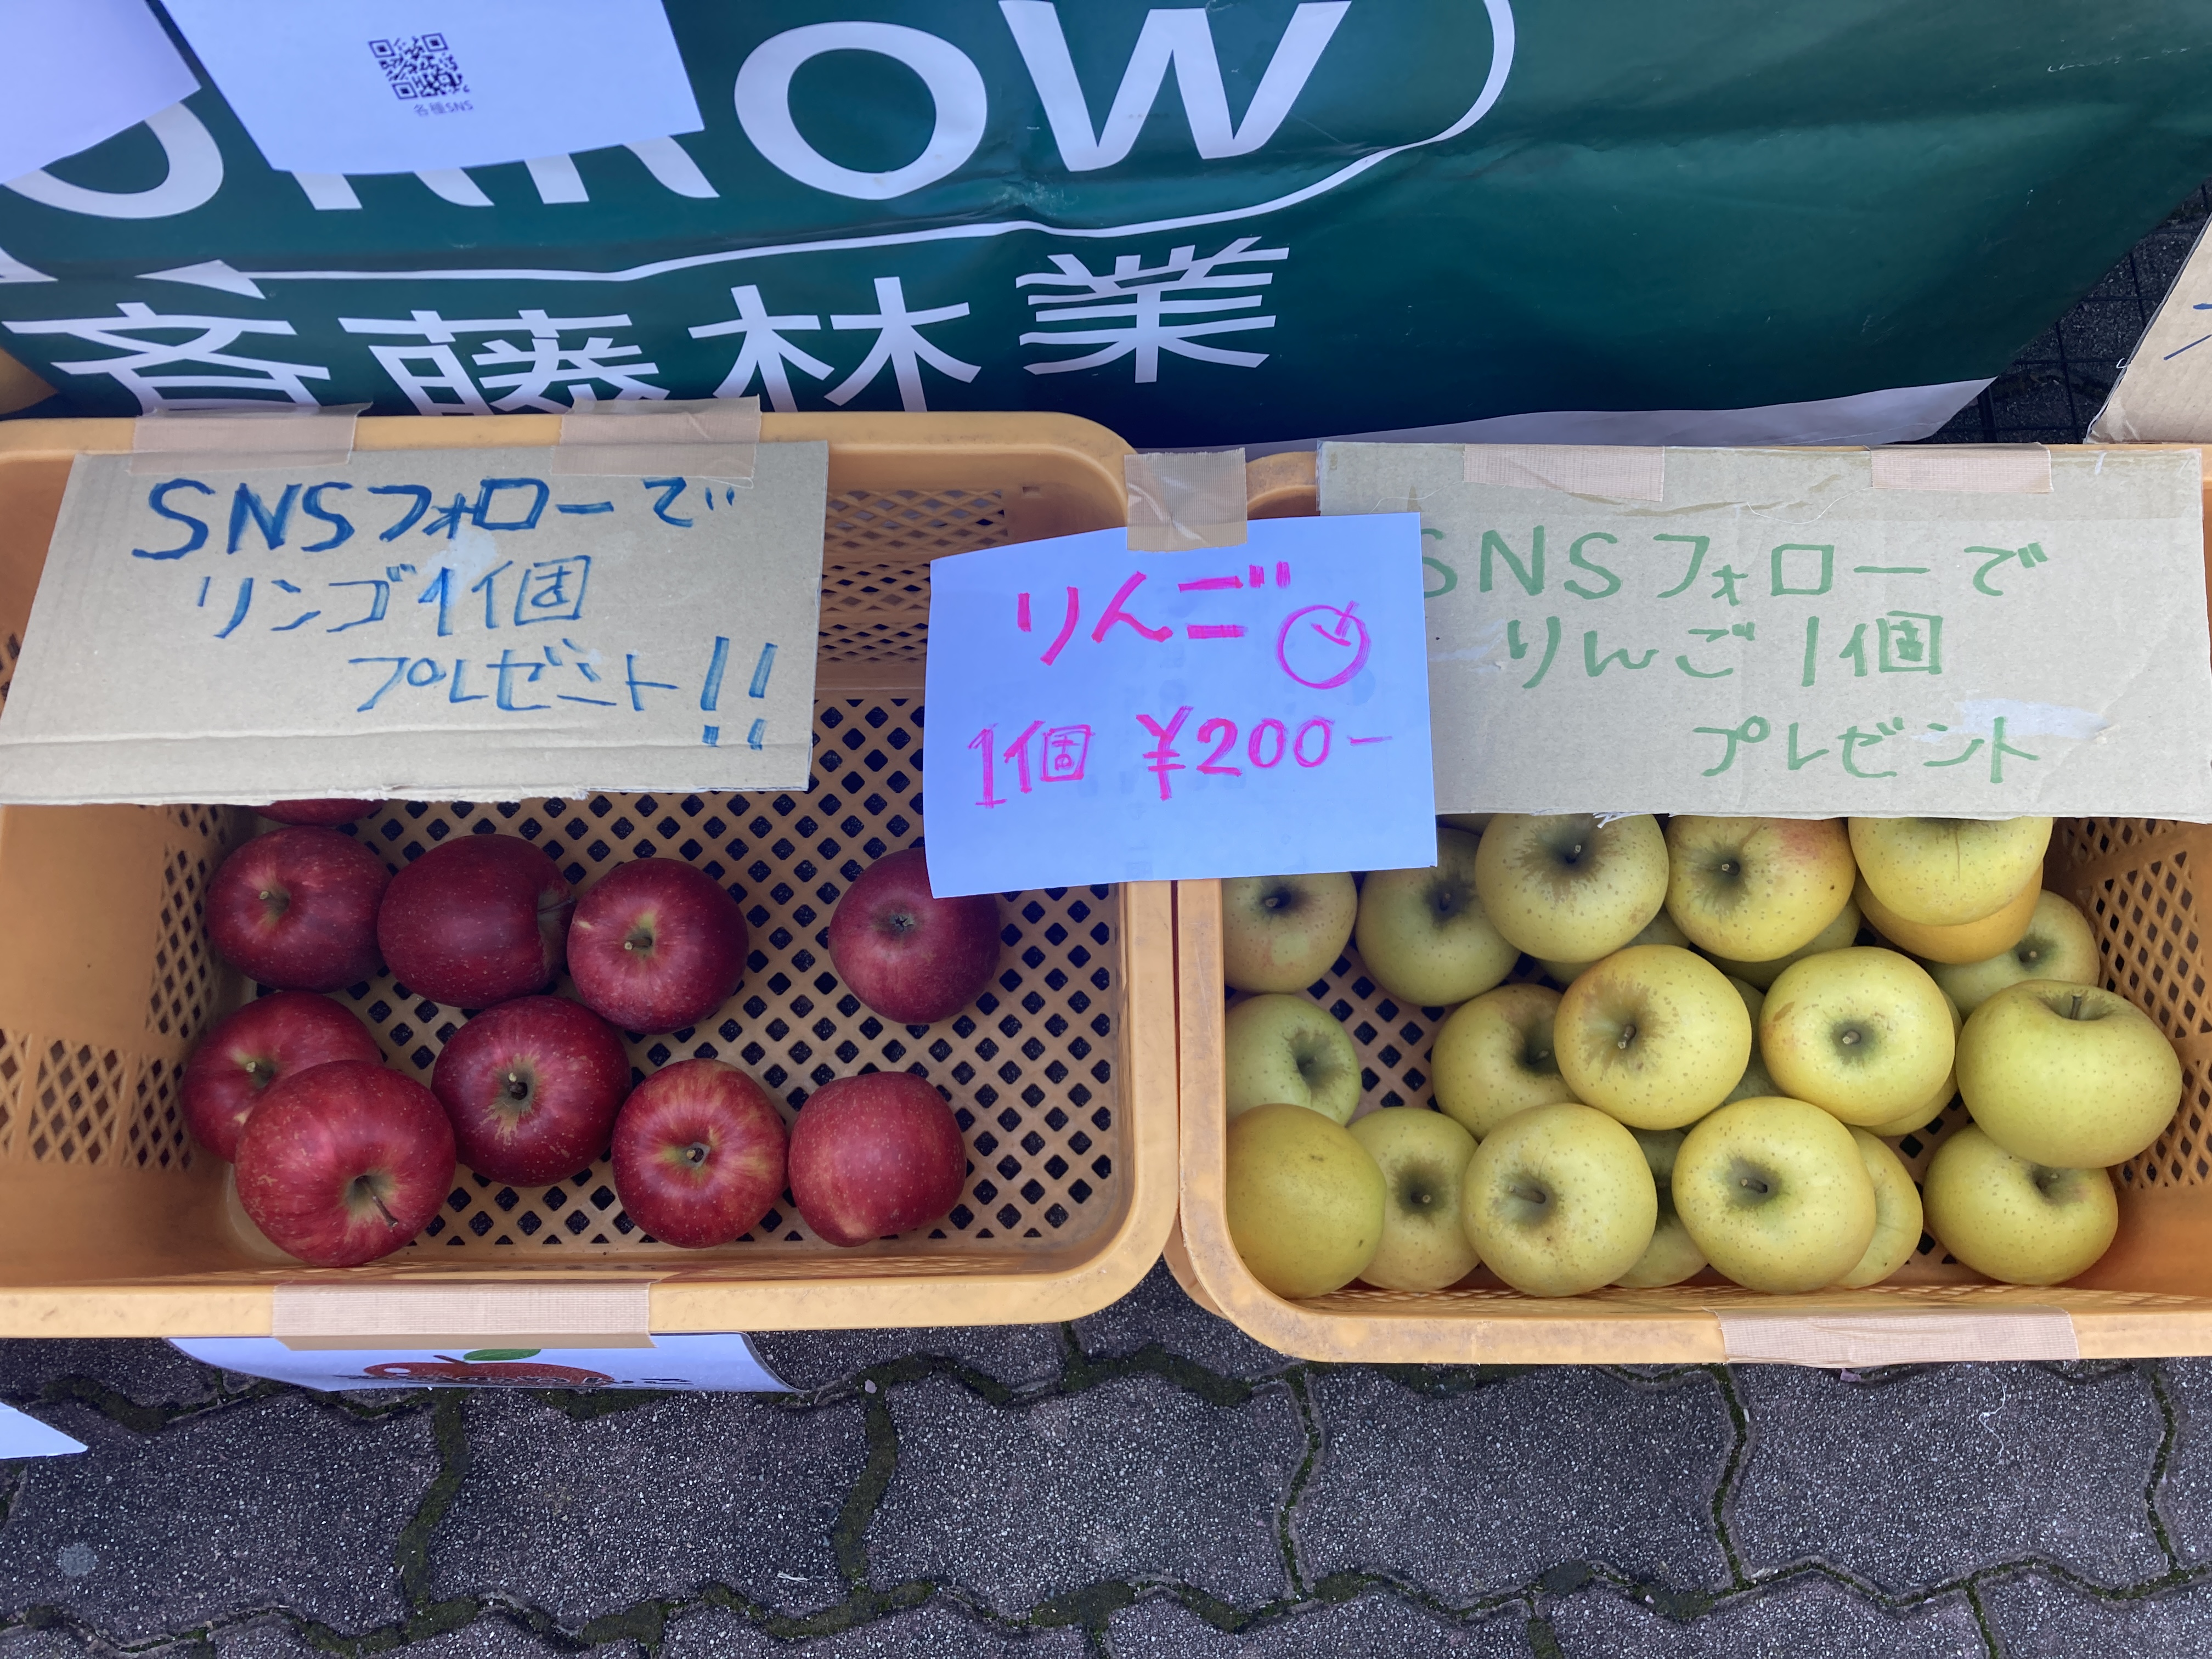 各種SNS
ORROW
斉藤林業
SNSフォローで
リンゴ1個
プレゼント!!
りんご
1個 ¥200-
SNSフォローで
りんご1個
プレゼント